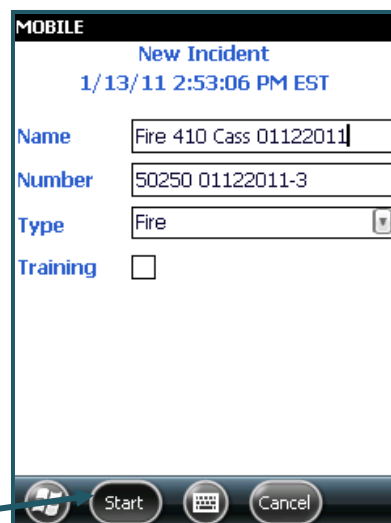 MOBILE
New Incident
1/13/11 2:53:06 PM EST
Name Fire 410 Cass 01122011
Number 50250 01122011-3
Type Fire
Training
Start Cancel